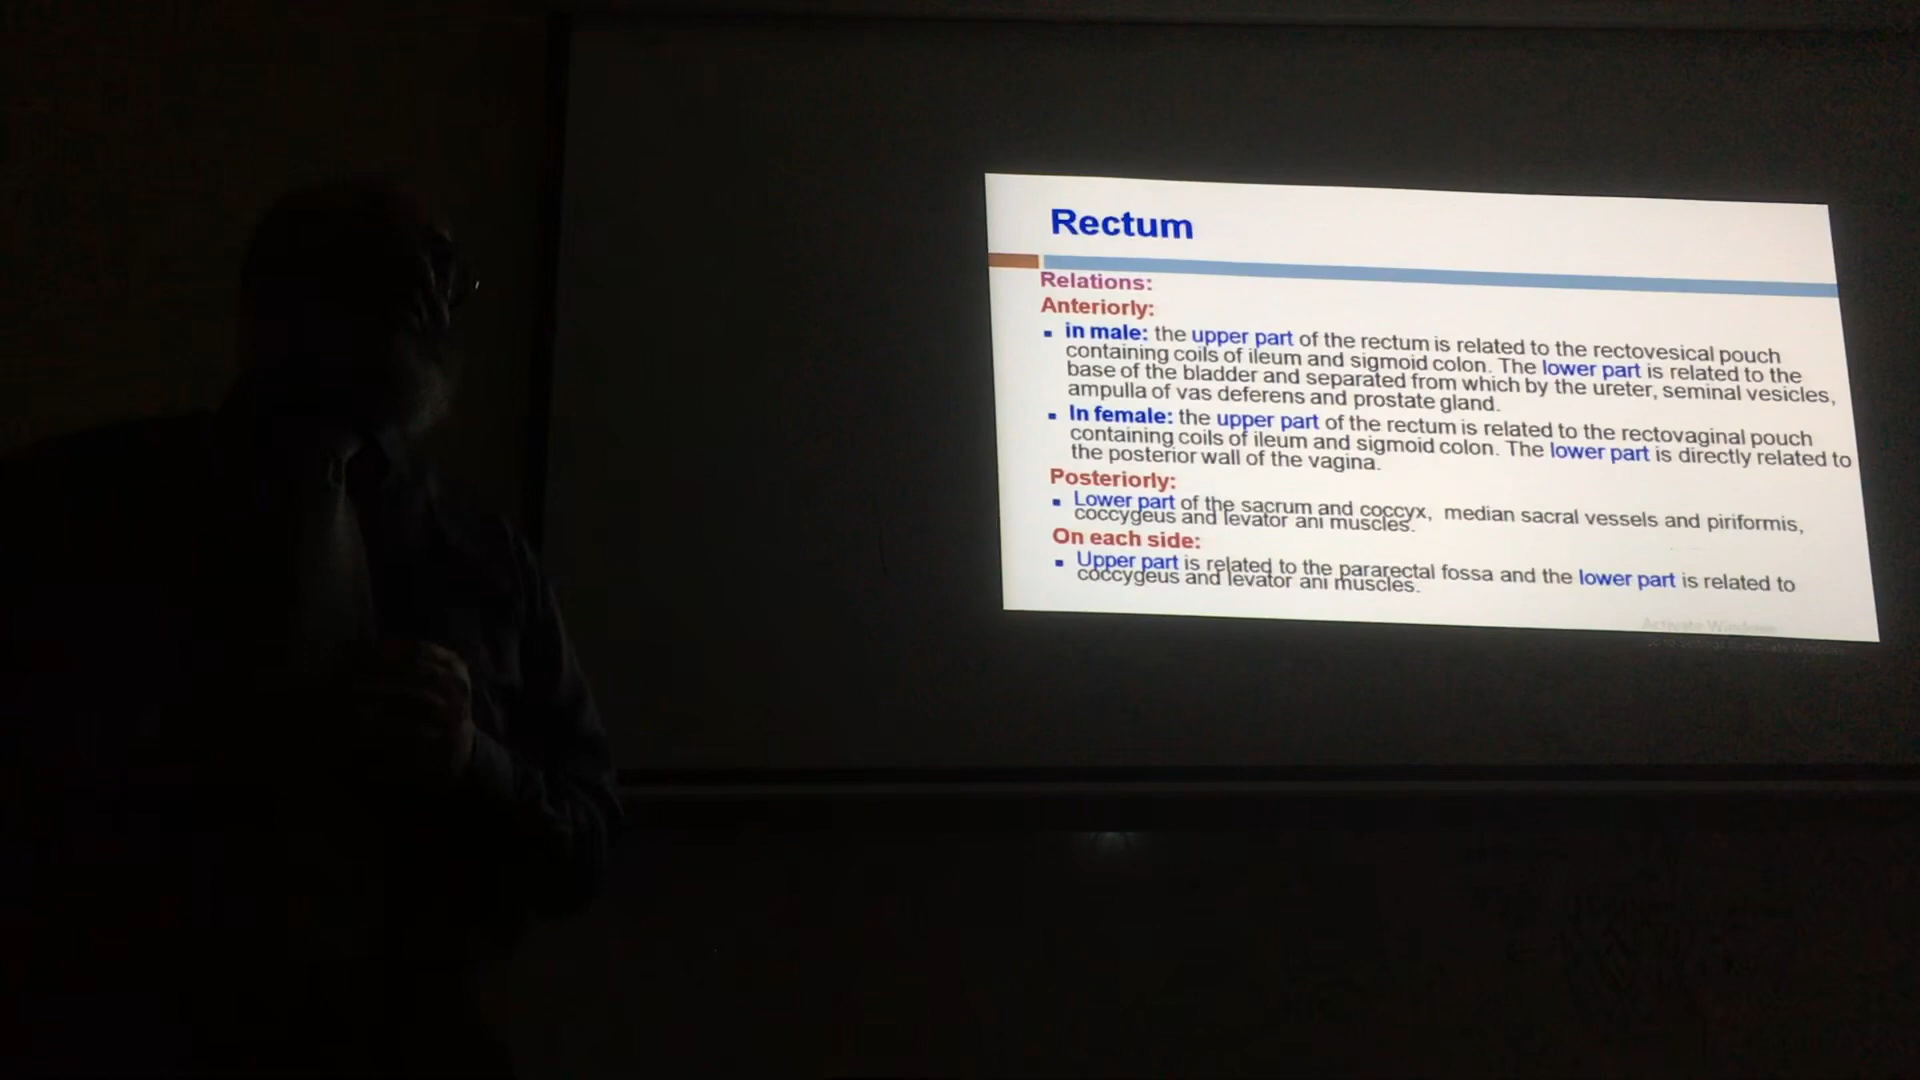 Rectum
Relations:
Anteriorly:
▪ in male: the upper part of the rectum is related to the rectovesical pouch
containing coils of ileum and sigmoid colon. The lower part is related to the
base of the bladder and separated from which by the ureter, seminal vesicles,
ampulla of vas deferens and prostate gland.
▪ In female: the upper part of the rectum is related to the rectovaginal pouch
containing coils of ileum and sigmoid colon. The lower part is directly related to
the posterior wall of the vagina.
Posteriorly:
▪ Lower part of the sacrum and coccyx, median sacral vessels and piriformis,
coccygeus and levator ani muscles.
On each side:
▪ Upper part is related to the pararectal fossa and the lower part is related to
coccygeus and levator ani muscles.
Activate Windows